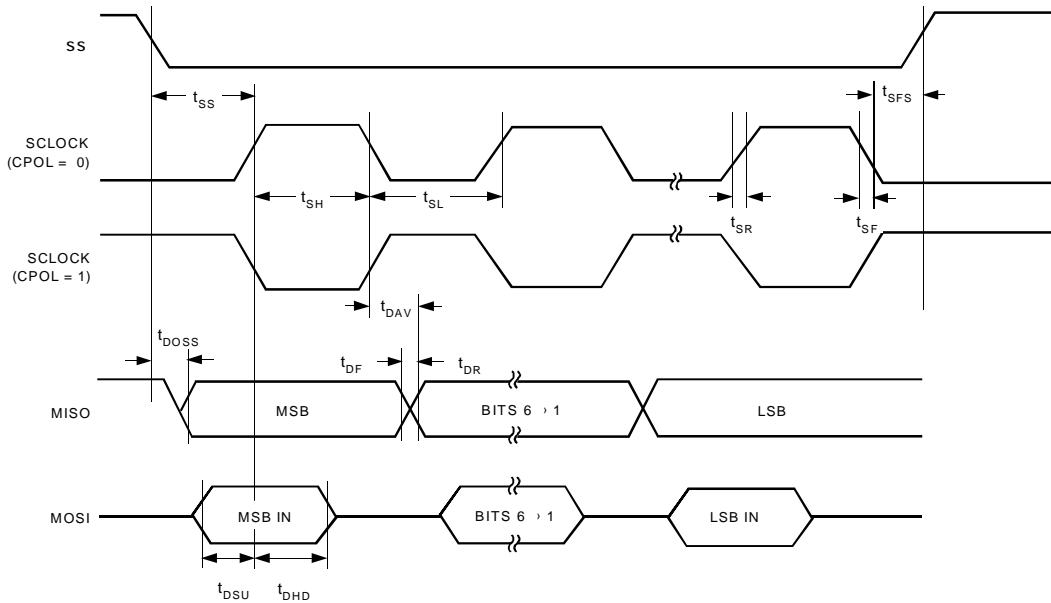 SS
tSS
tSFS
SCLOCK
(CPOL = 0)
tSH
tSL
tSR
tSF
SCLOCK
(CPOL = 1)
tDAV
tDOSS
tDF
tDR
MISO
MSB
BITS 6 › 1
LSB
MOSI
MSB IN
BITS 6 › 1
LSB IN
tDSU
tDHD